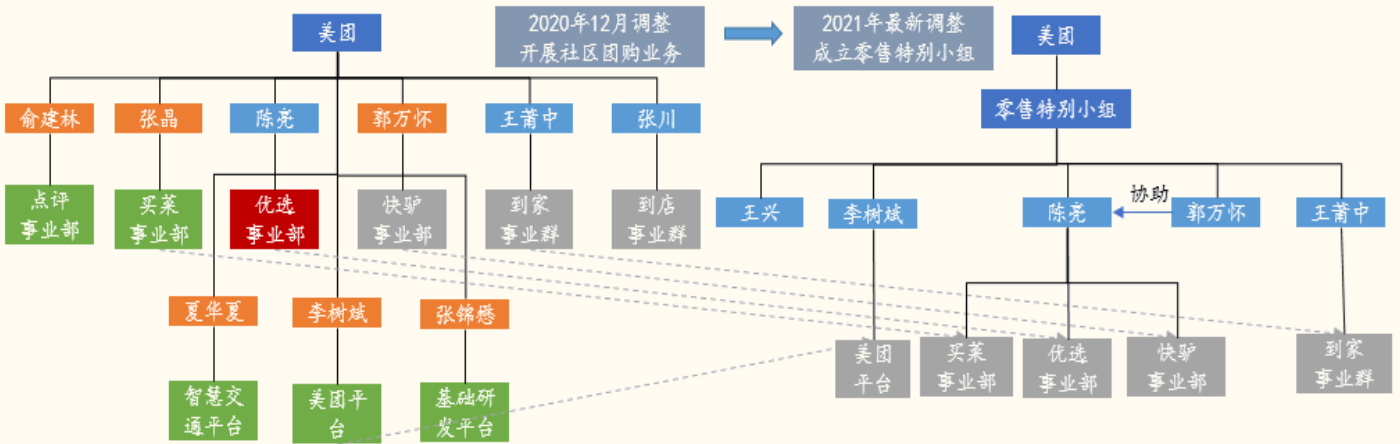 美团
2020年12月调整
开展社区团购业务
2021年最新调整
成立零售特别小组
美团
俞建林
张晶
陈亮
郭万怀
王莆中
张川
零售特别小组
点评
事业部
买菜
事业部
优选
事业部
快驴
事业部
到家
事业群
到店
事业群
王兴
李树斌
陈亮
协助
郭万怀
王莆中
夏华夏
李树斌
张锦懋
美团
平台
买菜
事业部
优选
事业部
快驴
事业部
到家
事业群
智慧交
通平台
美团平
台
基础研
发平台